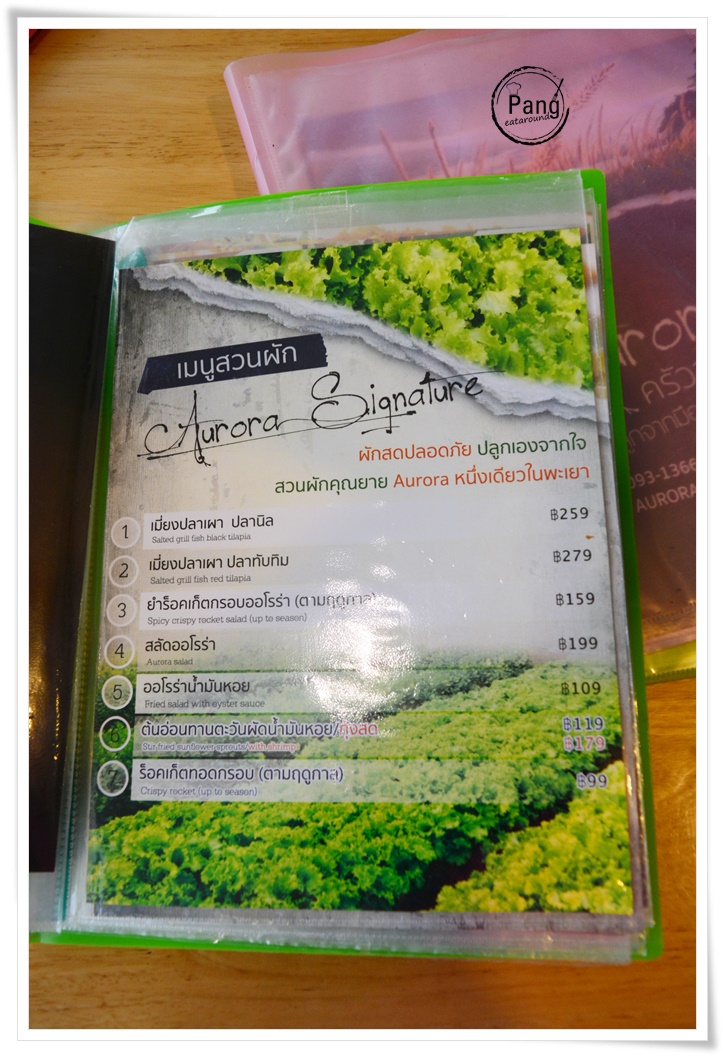 Pang
eataround
เมนูสวนผัก
Aurora Signature
ผักสดปลอดภัย ปลูกเองจากใจ
สวนผักคุณยาย Aurora หนึ่งเดียวในพะเยา
1 เมี่ยงปลาเผา ปลานิล ฿259
Salted grill fish black tilapia
2 เมี่ยงปลาเผา ปลาทับทิม ฿279
Salted grill fish red tilapia
3 ยำร็อคเก็ตกรอบออโรร่า (ตามฤดูกาล) ฿159
Spicy crispy rocket salad (up to season)
4 สลัดออโรร่า ฿199
Aurora salad
5 ออโรร่าน้ำมันหอย ฿109
Fried salad with oyster sauce
6 ต้นอ่อนทานตะวันผัดน้ำมันหอย/กุ้งสด ฿119
Stir fried sunflower sprouts/with shrimp ฿179
7 ร็อคเก็ตทอดกรอบ (ตามฤดูกาล) ฿99
Crispy rocket (up to season)
ครัว
093-1366
AURORA